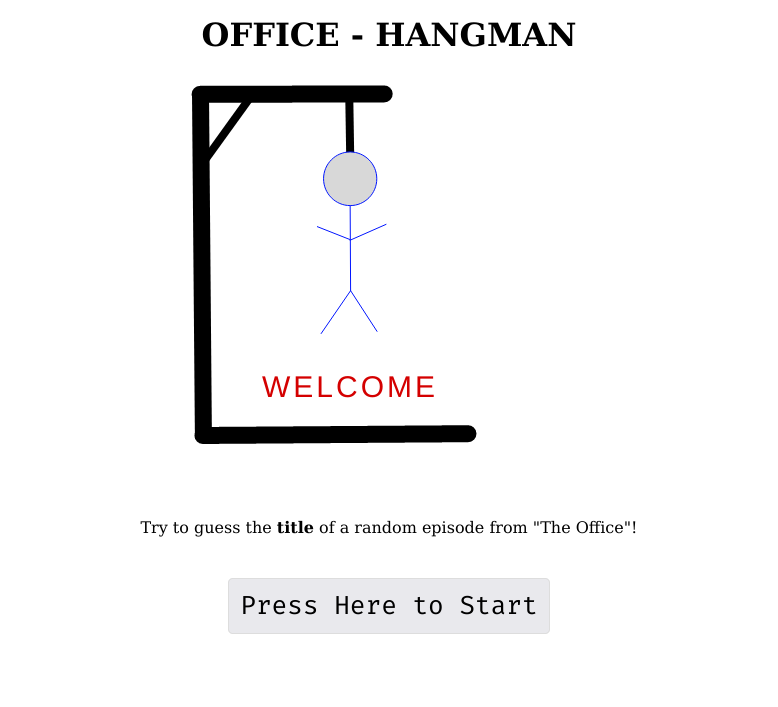 OFFICE - HANGMAN
WELCOME
Try to guess the title of a random episode from "The Office"!
Press Here to Start